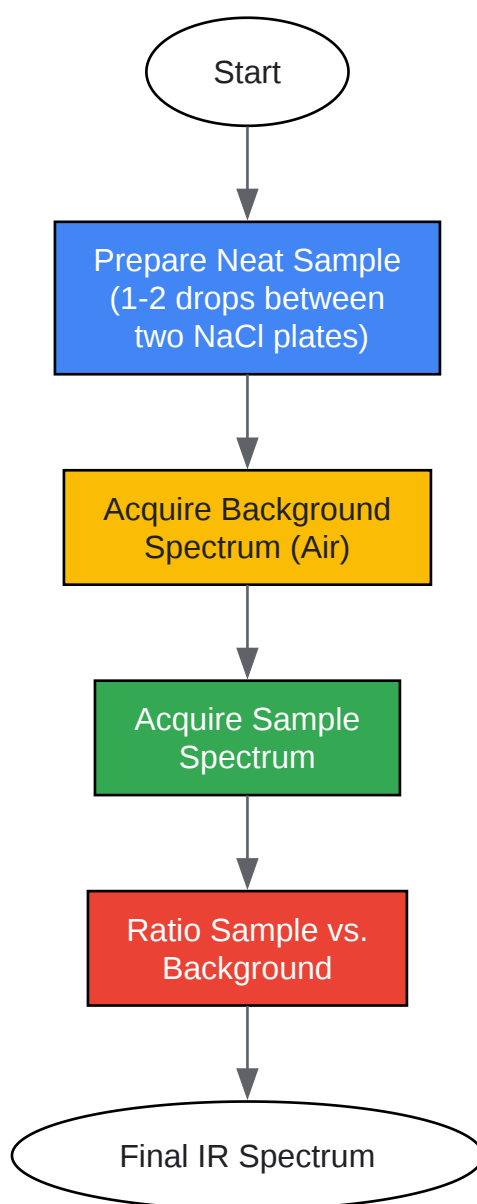 Start
Prepare Neat Sample
(1-2 drops between
two NaCl plates)
Acquire Background
Spectrum (Air)
Acquire Sample
Spectrum
Ratio Sample vs.
Background
Final IR Spectrum